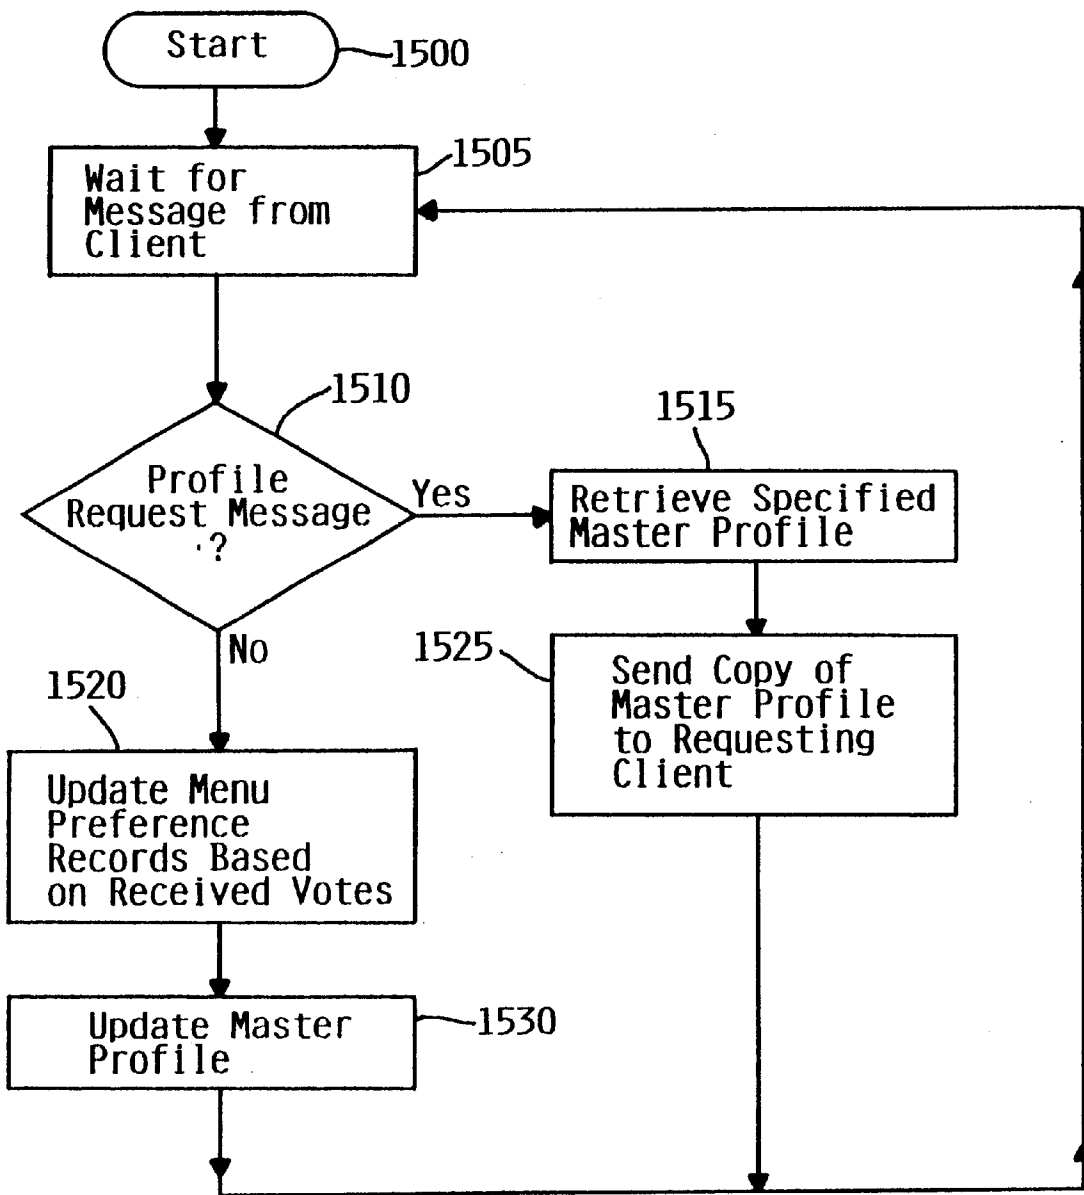 Start
1500
1505
Wait for
Message from
Client
1510
Profile
Request Message
?
Yes
1515
Retrieve Specified
Master Profile
No
1525
Send Copy of
Master Profile
to Requesting
Client
1520
Update Menu
Preference
Records Based
on Received Votes
Update Master
Profile
1530